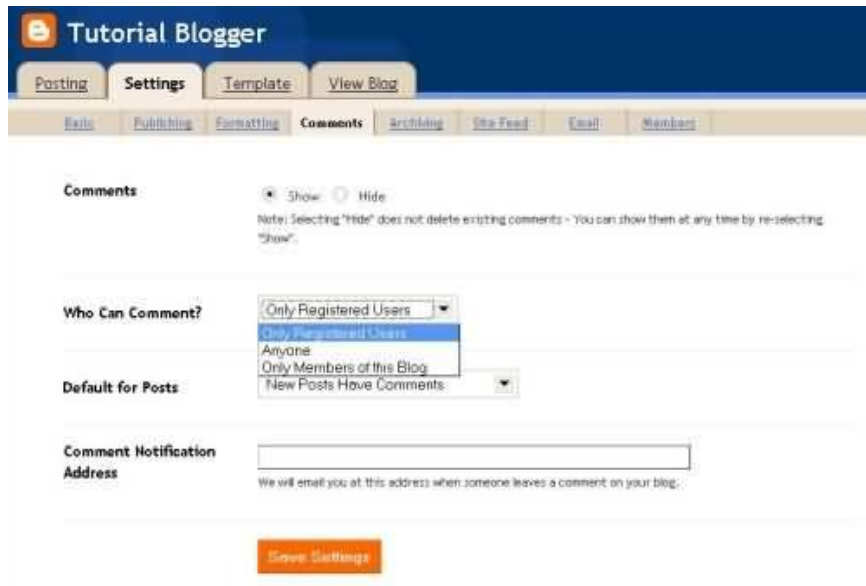 Tutorial Blogger
Posting Settings Template View Blog
Basic Publishing Formatting Comments Archiving Site Feed Email Members
Comments
Show Hide
Note: Selecting "Hide" does not delete existing comments - You can show them at any time by re-selecting
"Show".
Who Can Comment?
Only Registered Users
Only Registered Users
Anyone
Only Members of this Blog
Default for Posts
New Posts Have Comments
Comment Notification
Address
We will email you at this address when someone leaves a comment on your blog.
Save Settings